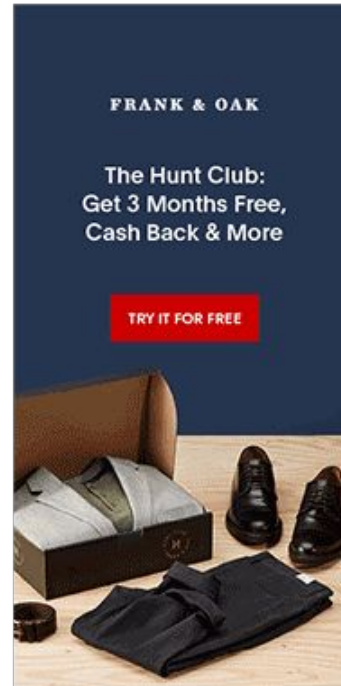 FRANK & OAK
The Hunt Club:
Get 3 Months Free,
Cash Back & More
TRY IT FOR FREE
H